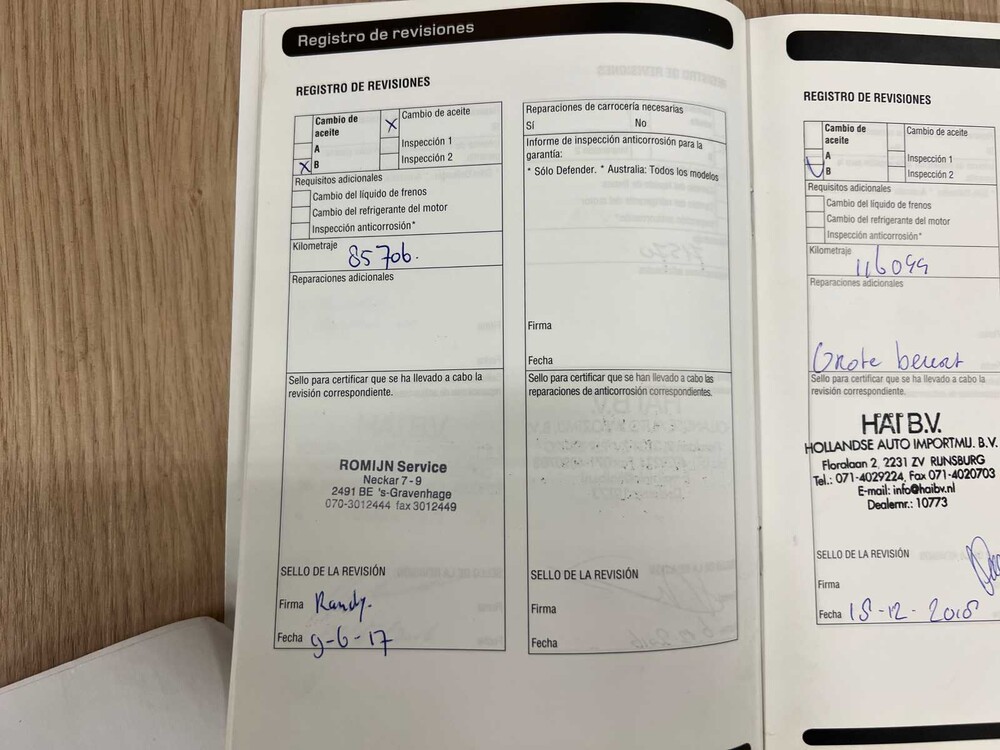 Registro de revisiones
REGISTRO DE REVISIONES
Cambio de aceite
A
X B
X Cambio de aceite
Inspección 1
Inspección 2
Requisitos adicionales
Cambio del líquido de frenos
Cambio del refrigerante del motor
Inspección anticorrosión*
Kilometraje
85706.
Reparaciones adicionales
Sello para certificar que se ha llevado a cabo la
revisión correspondiente.
ROMIJN Service
Neckar 7 - 9
2491 BE 's-Gravenhage
070-3012444 fax 3012449
SELLO DE LA REVISIÓN
Firma Randy.
Fecha 9-6-17
Reparaciones de carrocería necesarias
Sí No
Informe de inspección anticorrosión para la
garantía:
* Sólo Defender. * Australia: Todos los modelos
Firma
Fecha
Sello para certificar que se han llevado a cabo las
reparaciones de anticorrosión correspondientes.
SELLO DE LA REVISIÓN
Firma
Fecha
REGISTRO DE REVISIONES
Cambio de
aceite
A
B
Cambio de aceite
Inspección 1
Inspección 2
Requisitos adicionales
Cambio del líquido de frenos
Cambio del refrigerante del motor
Inspección anticorrosión*
Kilometraje
116099
Reparaciones adicionales
Grote beurt
Sello para certificar que se ha llevado a cabo la
revisión correspondiente.
HAI B.V.
HOLLANDSE AUTO IMPORTMIJ. B.V.
Floralaan 2, 2231 ZV RIJNSBURG
Tel.: 071-4029224, Fax 071-4020703
E-mail: info@haibv.nl
Dealernr.: 10773
SELLO DE LA REVISIÓN
Firma
Fecha 18-12-2018